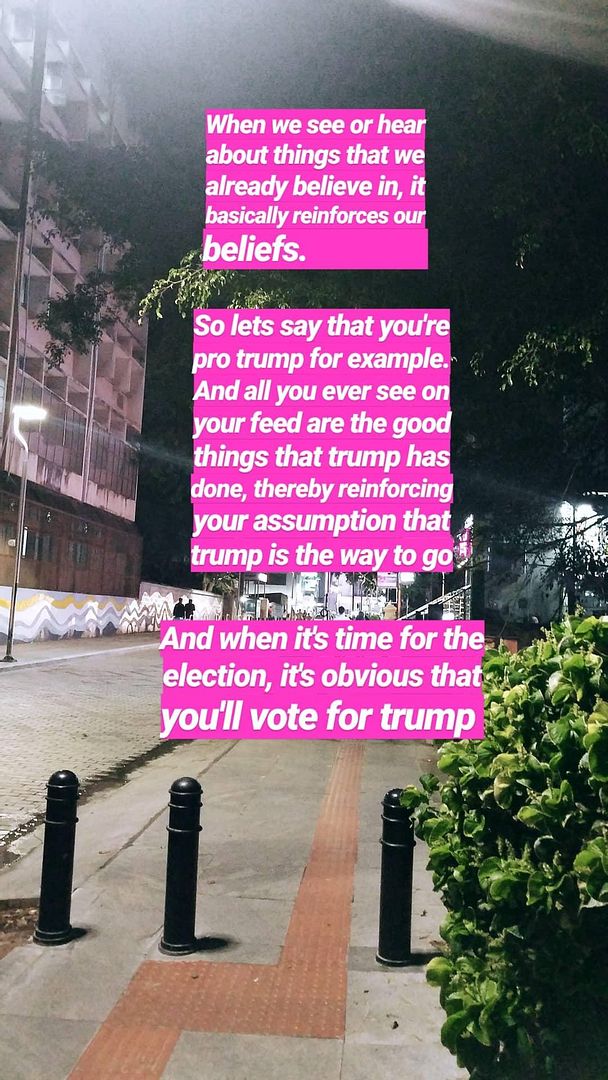 When we see or hear
about things that we
already believe in, it
basically reinforces our
beliefs.
So lets say that you're
pro trump for example.
And all you ever see on
your feed are the good
things that trump has
done, thereby reinforcing
your assumption that
trump is the way to go
And when it's time for the
election, it's obvious that
you'll vote for trump